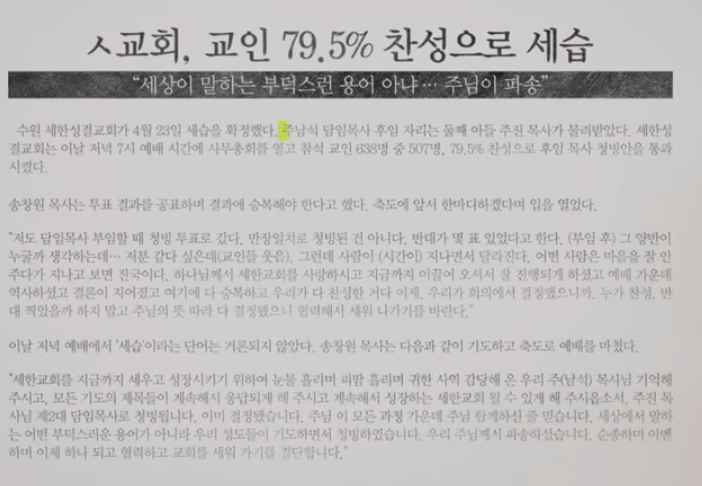 ㅅ교회, 교인 79.5% 찬성으로 세습
“세상이 말하는 부덕스런 용어 아냐… 주님이 파송”
수원 세한성결교회가 4월 23일 세습을 확정했다. 주남석 담임목사 후임 자리는 둘째 아들 주진 목사가 물려받았다. 세한성
결교회는 이날 저녁 7시 예배 시간에 사무총회를 열고 참석 교인 638명 중 507명, 79.5% 찬성으로 후임 목사 청빙안을 통과
시켰다.
송창원 목사는 투표 결과를 공표하며 결과에 승복해야 한다고 했다. 축도에 앞서 한마디하겠다며 입을 열었다.
"저도 담임목사 부임할 때 청빙 투표로 갔다. 만장일치로 청빙된 건 아니다. 반대가 몇 표 있었다고 한다. (부임 후) 그 양반이
누굴까 생각하는데… 저분 같다 싶은데(교인들 웃음). 그런데 사람이 (시간이) 지나면서 달라진다. 어떤 사람은 마음을 잘 안
주다가 지나고 보면 진국이다. 하나님께서 세한교회를 사랑하시고 지금까지 이끌어 오셔서 잘 진행되게 하셨고 예배 가운데
역사하셨고 결론이 지어졌고 여기에 다 승복하고 우리가 다 찬성한 거다 이제. 우리가 회의에서 결정했으니까. 누가 찬성, 반
대 찍었을까 하지 말고 주님의 뜻 따라 다 결정됐으니 협력해서 세워 나가기를 바란다."
이날 저녁 예배에서 '세습'이라는 단어는 거론되지 않았다. 송창원 목사는 다음과 같이 기도하고 축도로 예배를 마쳤다.
"세한교회를 지금까지 세우고 성장시키기 위하여 눈물 흘리며 피땀 흘리며 귀한 사역 감당해 온 우리 주(남석) 목사님 기억해
주시고, 모든 기도의 제목들이 계속해서 응답되게 해 주시고 계속해서 성장하는 세한교회 될 수 있게 해 주시옵소서. 주진 목
사님 제2대 담임목사로 청빙됩니다. 이미 결정됐습니다. 주님 이 모든 과정 가운데 주님 함께하신 줄 믿습니다. 세상에서 말하
는 어떤 부덕스러운 용어가 아니라 우리 성도들이 기도하면서 청빙하였습니다. 우리 주님께서 파송하셨습니다. 순종하며 아멘
하며 이제 하나 되고 협력하고 교회를 세워 가기를 결단합니다."